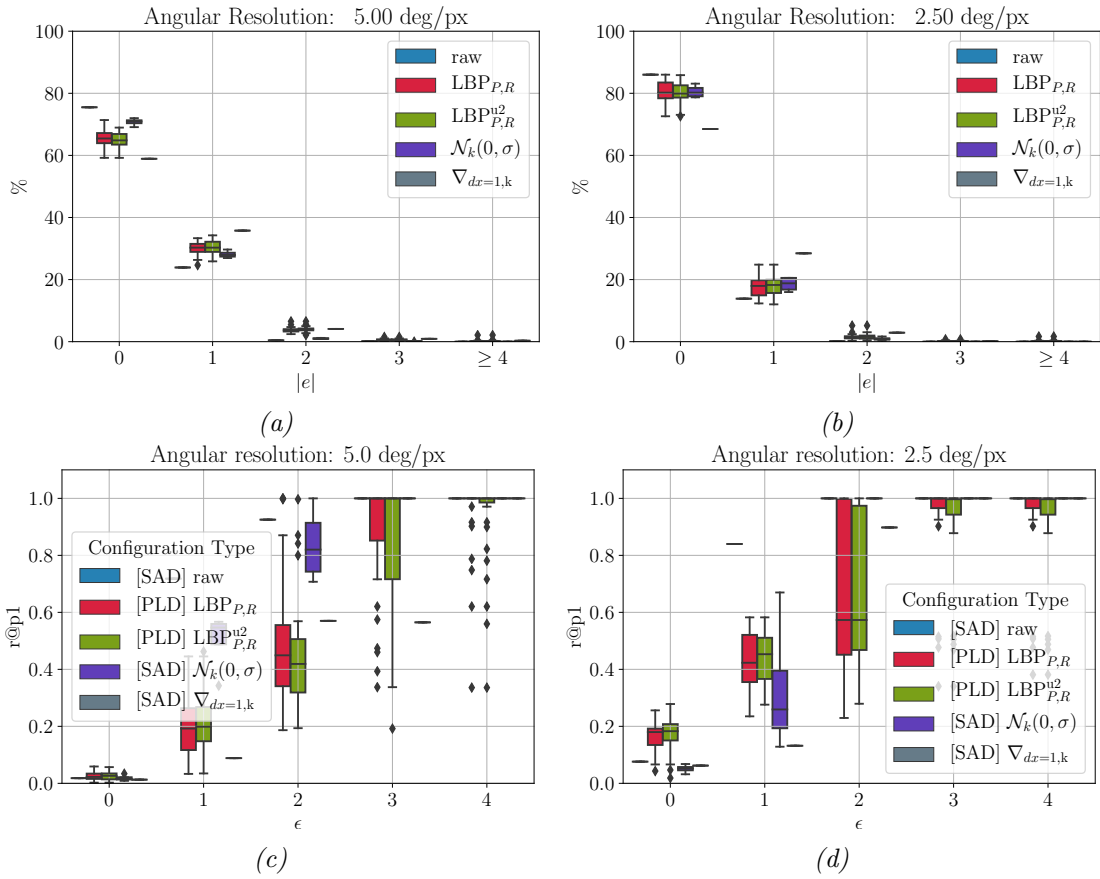 Angular Resolution: 5.00 deg/px
100
80
60
40
20
0
%
0 1 2 3 ≥ 4
|e|
raw
LBP_{P,R}
LBP^{u2}_{P,R}
𝒩_k(0, σ)
∇_{dx=1,k}
(a)
Angular Resolution: 2.50 deg/px
100
80
60
40
20
0
%
0 1 2 3 ≥ 4
|e|
raw
LBP_{P,R}
LBP^{u2}_{P,R}
𝒩_k(0, σ)
∇_{dx=1,k}
(b)
Angular resolution: 5.0 deg/px
1.0
0.8
0.6
0.4
0.2
0.0
r@p1
0 1 2 3 4
ϵ
Configuration Type
[SAD] raw
[PLD] LBP_{P,R}
[PLD] LBP^{u2}_{P,R}
[SAD] 𝒩_k(0, σ)
[SAD] ∇_{dx=1,k}
(c)
Angular resolution: 2.5 deg/px
1.0
0.8
0.6
0.4
0.2
0.0
r@p1
0 1 2 3 4
ϵ
Configuration Type
[SAD] raw
[PLD] LBP_{P,R}
[PLD] LBP^{u2}_{P,R}
[SAD] 𝒩_k(0, σ)
[SAD] ∇_{dx=1,k}
(d)